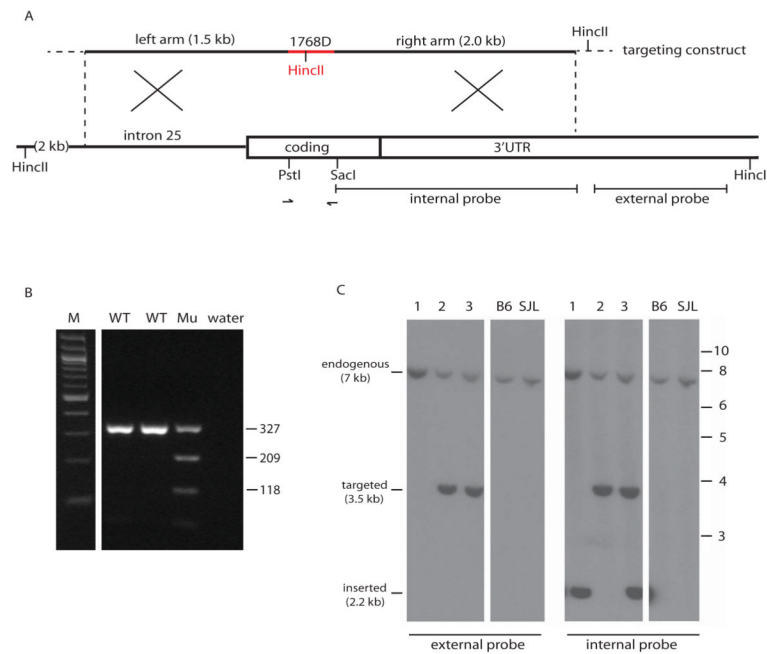 A
left arm (1.5 kb)
1768D
right arm (2.0 kb)
HincII
HincII
targeting construct
(2 kb)
intron 25
coding
3'UTR
HincII
PstI
SacI
HincI
internal probe
external probe
B
M WT WT Mu water
327
209
118
C
1 2 3 B6 SJL 1 2 3 B6 SJL
endogenous
(7 kb)
targeted
(3.5 kb)
inserted
(2.2 kb)
10
8
6
5
4
3
external probe
internal probe